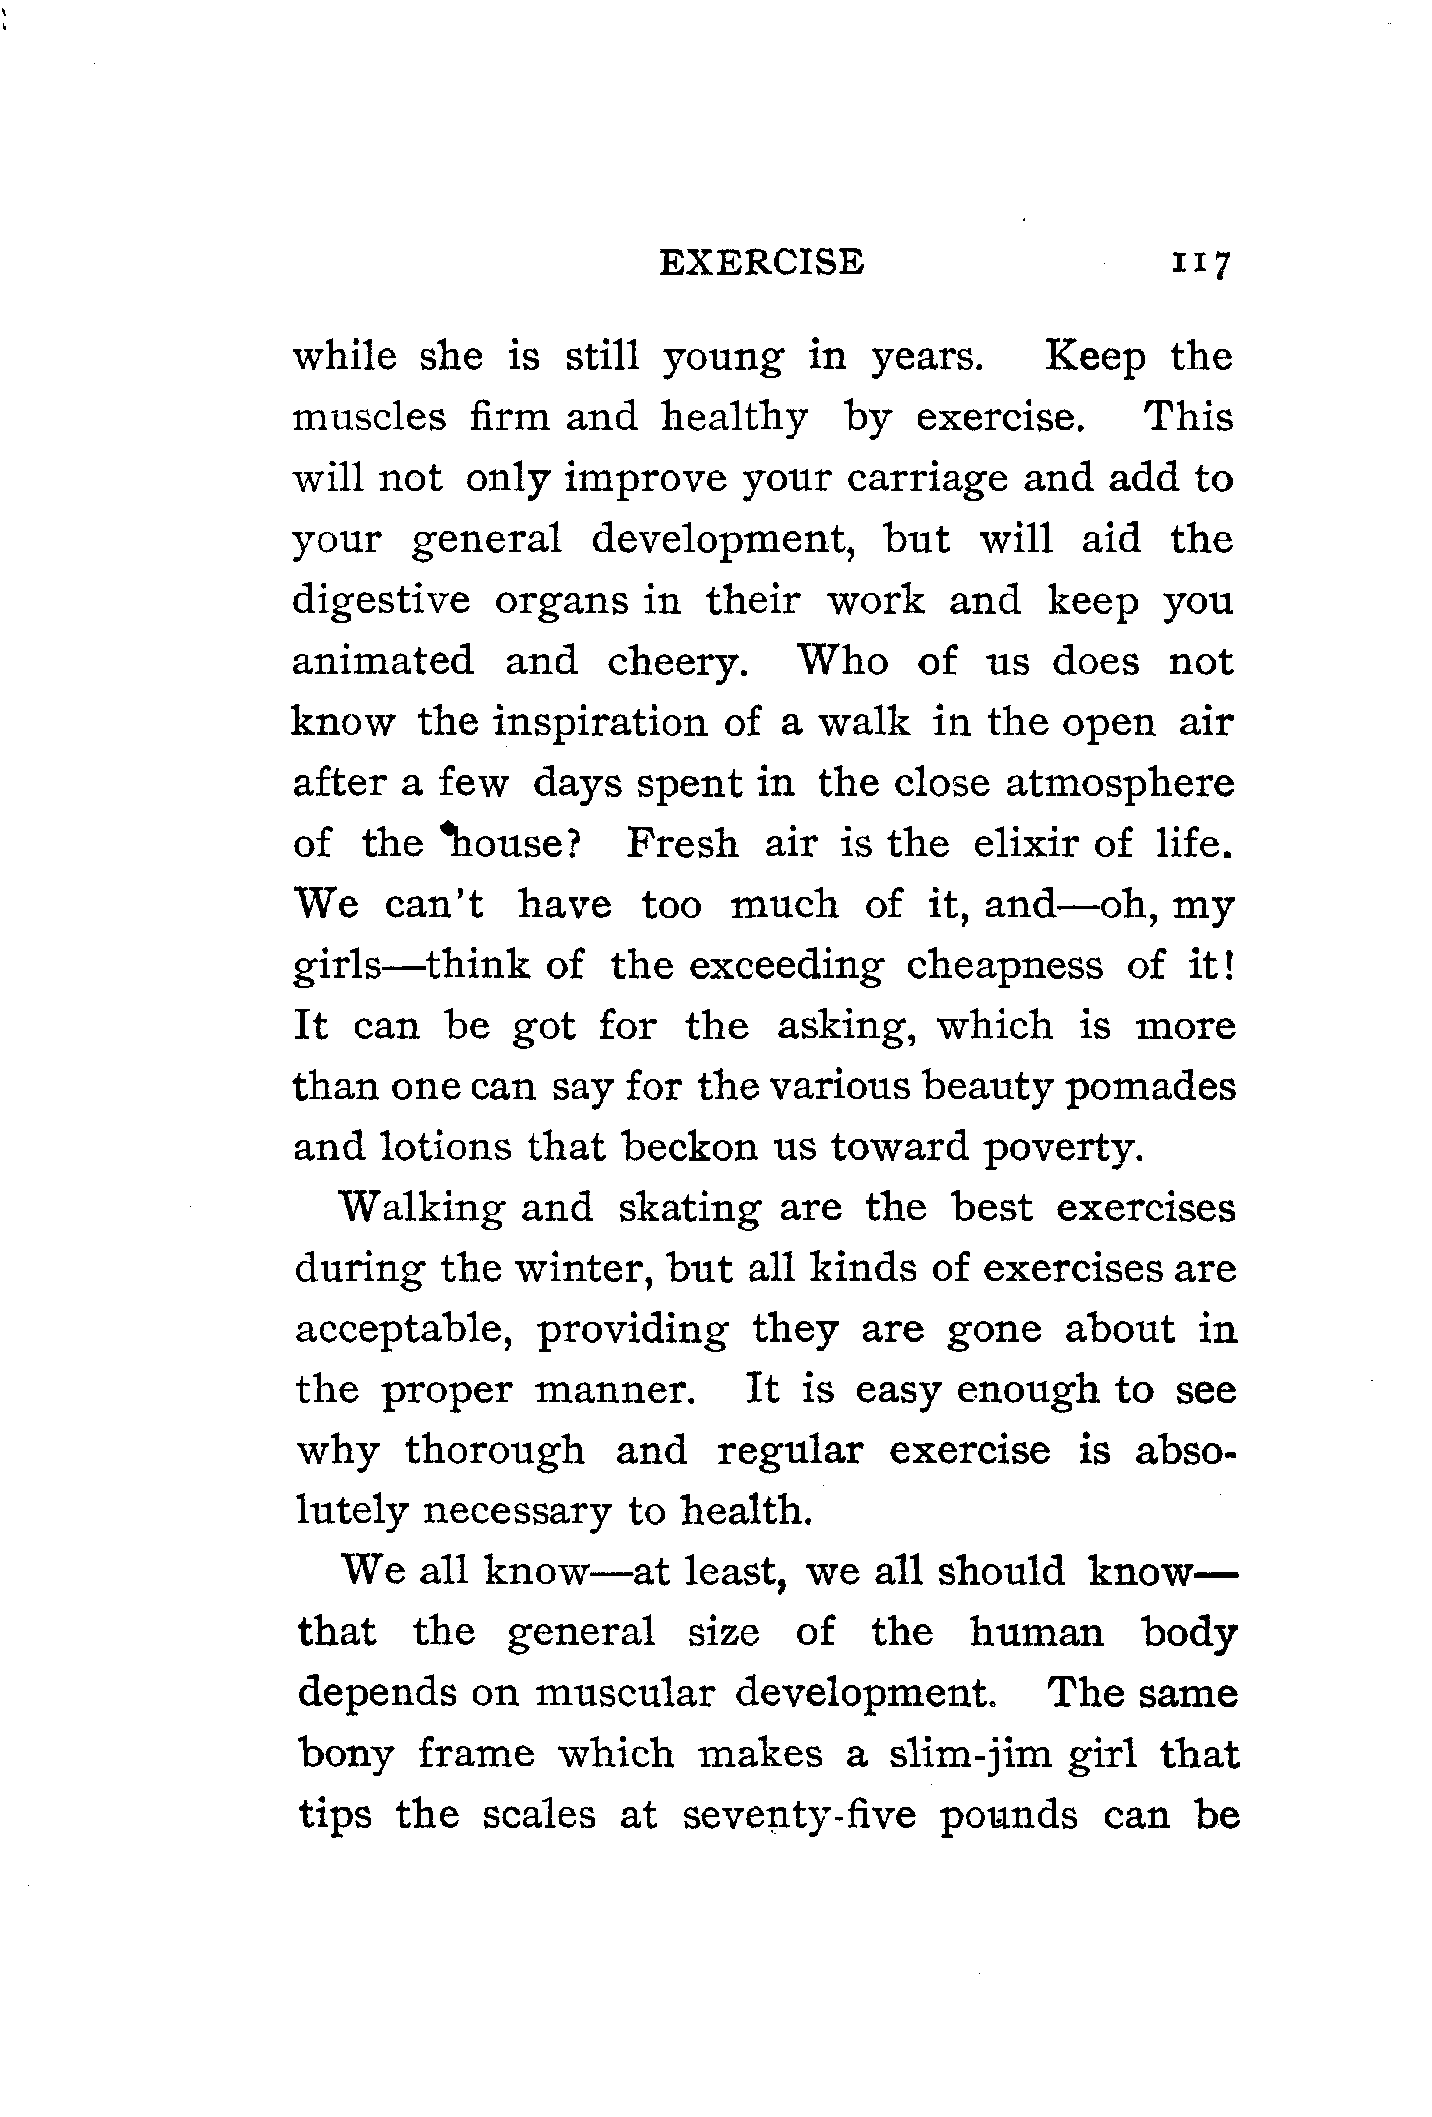 EXERCISE 117
while she is still young in years. Keep the
muscles firm and healthy by exercise. This
will not only improve your carriage and add to
your general development, but will aid the
digestive organs in their work and keep you
animated and cheery. Who of us does not
know the inspiration of a walk in the open air
after a few days spent in the close atmosphere
of the house? Fresh air is the elixir of life.
We can't have too much of it, and—oh, my
girls—think of the exceeding cheapness of it!
It can be got for the asking, which is more
than one can say for the various beauty pomades
and lotions that beckon us toward poverty.
Walking and skating are the best exercises
during the winter, but all kinds of exercises are
acceptable, providing they are gone about in
the proper manner. It is easy enough to see
why thorough and regular exercise is abso-
lutely necessary to health.
We all know—at least, we all should know—
that the general size of the human body
depends on muscular development. The same
bony frame which makes a slim-jim girl that
tips the scales at seventy-five pounds can be